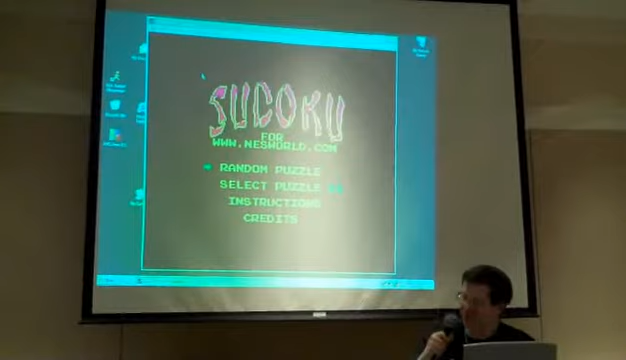 SUDOKU
FOR
WWW.NESWORLD.COM
RANDOM PUZZLE
SELECT PUZZLE
INSTRUCTIONS
CREDITS